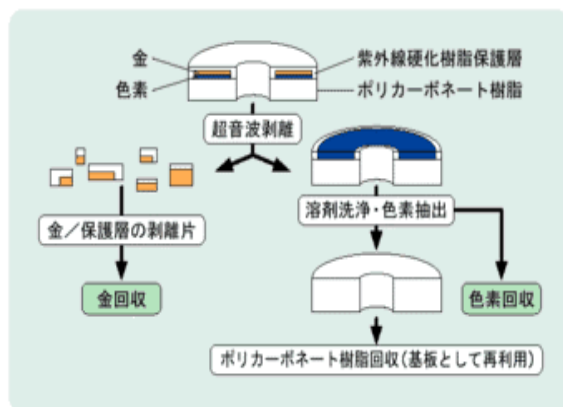 金
紫外線硬化樹脂保護層
色素
ポリカーボネート樹脂
超音波剥離
溶剤洗浄・色素抽出
金／保護層の剥離片
金回収
色素回収
ポリカーボネート樹脂回収(基板として再利用)